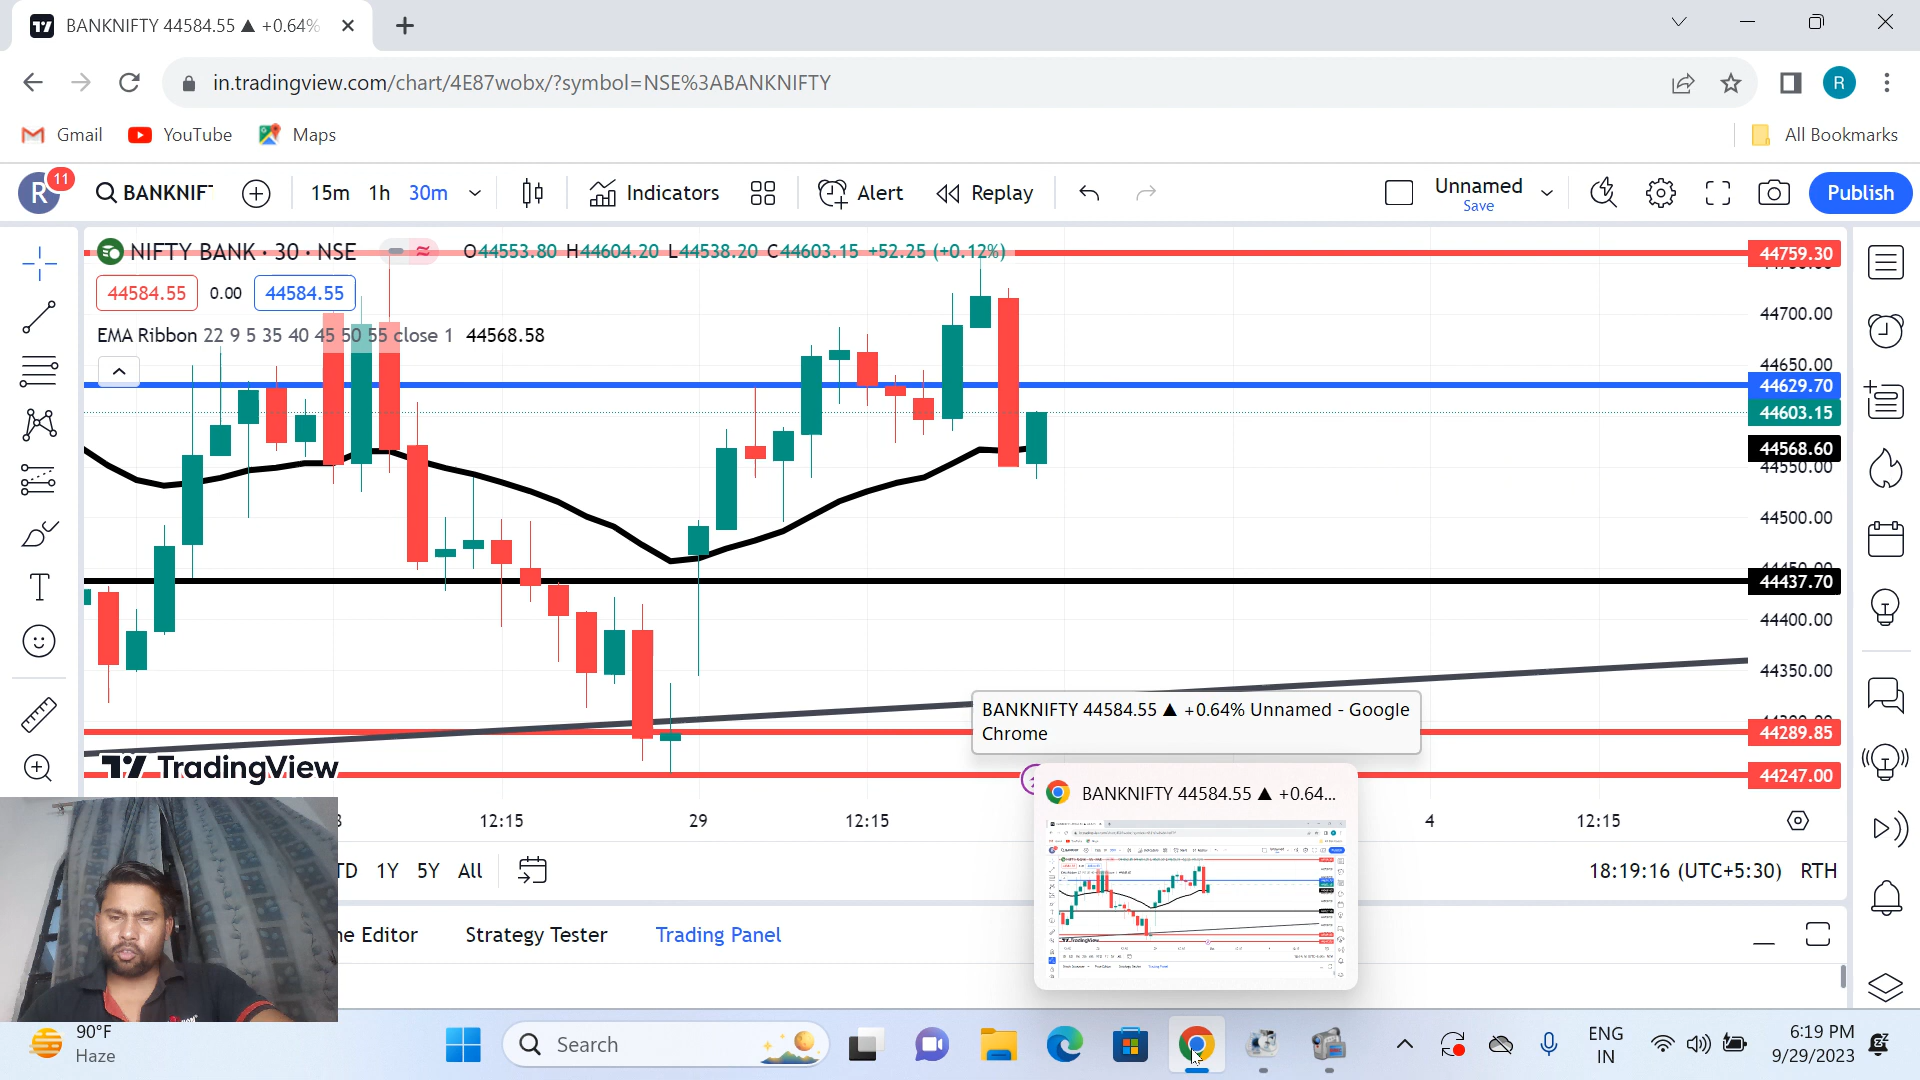 BANKNIFTY 44584.55 ▲ +0.64%
in.tradingview.com/chart/4E87wobx/?symbol=NSE%3ABANKNIFTY
R
Gmail YouTube Maps All Bookmarks
R 11 BANKNIF 15m 1h 30m Indicators Alert Replay Unnamed Save Publish
NIFTY BANK · 30 · NSE O44553.80 H44604.20 L44538.20 C44603.15 +52.25 (+0.12%)
44584.55 0.00 44584.55
EMA Ribbon 22 9 5 35 40 45 50 55 close 1 44568.58
44759.30
44700.00
44650.00
44629.70
44603.15
44568.60
44550.00
44500.00
44437.70
44400.00
44350.00
44289.85
44247.00
BANKNIFTY 44584.55 ▲ +0.64% Unnamed - Google
Chrome
TradingView
BANKNIFTY 44584.55 ▲ +0.64...
12:15 29 12:15 4 12:15
TD 1Y 5Y All 18:19:16 (UTC+5:30) RTH
ne Editor Strategy Tester Trading Panel
90°F
Haze
Search
ENG
IN
6:19 PM
9/29/2023